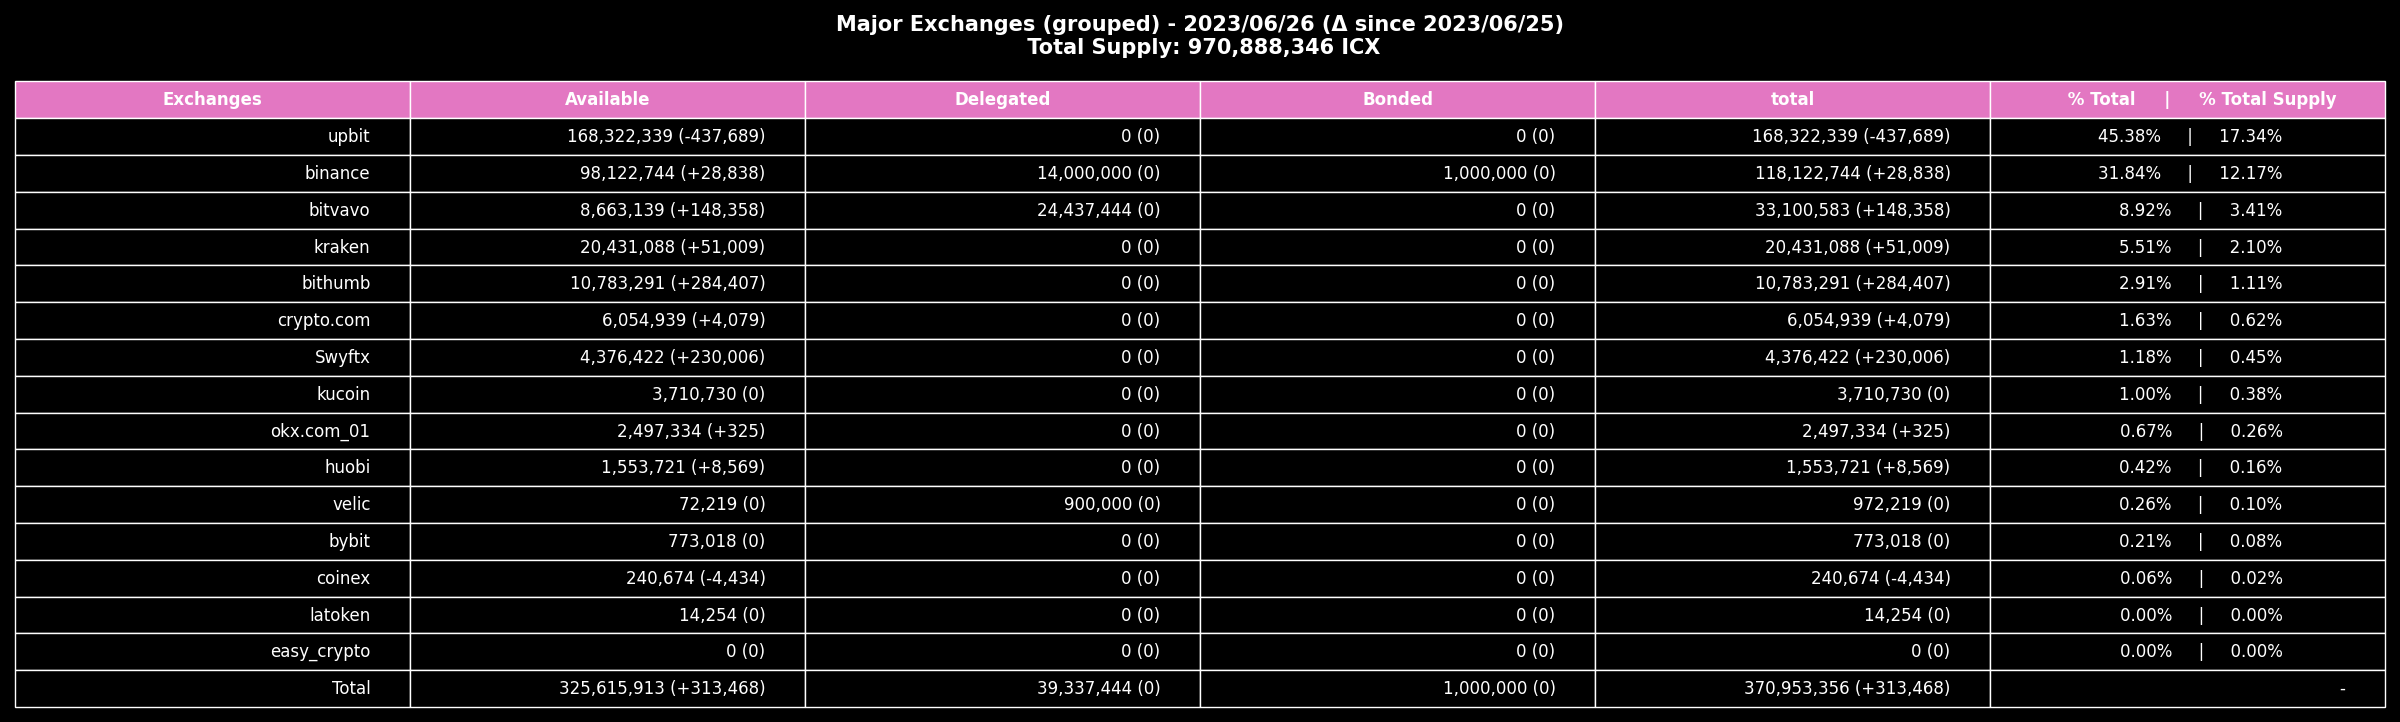 Major Exchanges (grouped) - 2023/06/26 (Δ since 2023/06/25)
Total Supply: 970,888,346 ICX
Exchanges Available Delegated Bonded total % Total | % Total Supply
upbit 168,322,339 (-437,689) 0 (0) 0 (0) 168,322,339 (-437,689) 45.38% | 17.34%
binance 98,122,744 (+28,838) 14,000,000 (0) 1,000,000 (0) 118,122,744 (+28,838) 31.84% | 12.17%
bitvavo 8,663,139 (+148,358) 24,437,444 (0) 0 (0) 33,100,583 (+148,358) 8.92% | 3.41%
kraken 20,431,088 (+51,009) 0 (0) 0 (0) 20,431,088 (+51,009) 5.51% | 2.10%
bithumb 10,783,291 (+284,407) 0 (0) 0 (0) 10,783,291 (+284,407) 2.91% | 1.11%
crypto.com 6,054,939 (+4,079) 0 (0) 0 (0) 6,054,939 (+4,079) 1.63% | 0.62%
Swyftx 4,376,422 (+230,006) 0 (0) 0 (0) 4,376,422 (+230,006) 1.18% | 0.45%
kucoin 3,710,730 (0) 0 (0) 0 (0) 3,710,730 (0) 1.00% | 0.38%
okx.com_01 2,497,334 (+325) 0 (0) 0 (0) 2,497,334 (+325) 0.67% | 0.26%
huobi 1,553,721 (+8,569) 0 (0) 0 (0) 1,553,721 (+8,569) 0.42% | 0.16%
velic 72,219 (0) 900,000 (0) 0 (0) 972,219 (0) 0.26% | 0.10%
bybit 773,018 (0) 0 (0) 0 (0) 773,018 (0) 0.21% | 0.08%
coinex 240,674 (-4,434) 0 (0) 0 (0) 240,674 (-4,434) 0.06% | 0.02%
latoken 14,254 (0) 0 (0) 0 (0) 14,254 (0) 0.00% | 0.00%
easy_crypto 0 (0) 0 (0) 0 (0) 0 (0) 0.00% | 0.00%
Total 325,615,913 (+313,468) 39,337,444 (0) 1,000,000 (0) 370,953,356 (+313,468) -